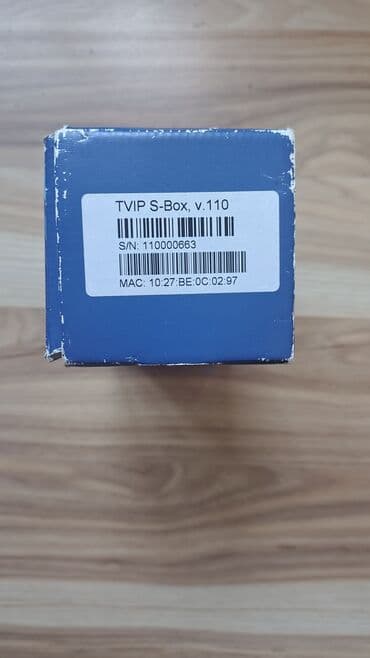 TVIP S-Box, v.110
S/N: 110000663
MAC: 10:27:BE:0C:02:97